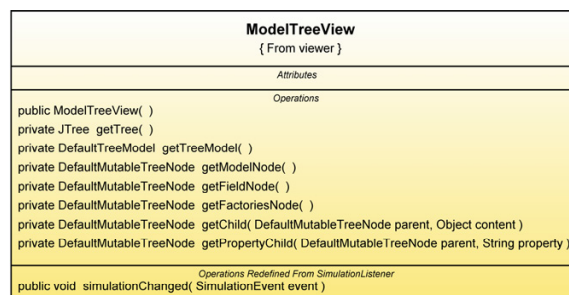 ModelTreeView
{ From viewer }
Attributes
Operations
public ModelTreeView( )
private JTree getTree( )
private DefaultTreeModel getTreeModel( )
private DefaultMutableTreeNode getModelNode( )
private DefaultMutableTreeNode getFieldNode( )
private DefaultMutableTreeNode getFactoriesNode( )
private DefaultMutableTreeNode getChild( DefaultMutableTreeNode parent, Object content )
private DefaultMutableTreeNode getPropertyChild( DefaultMutableTreeNode parent, String property )
Operations Redefined From SimulationListener
public void simulationChanged( SimulationEvent event )